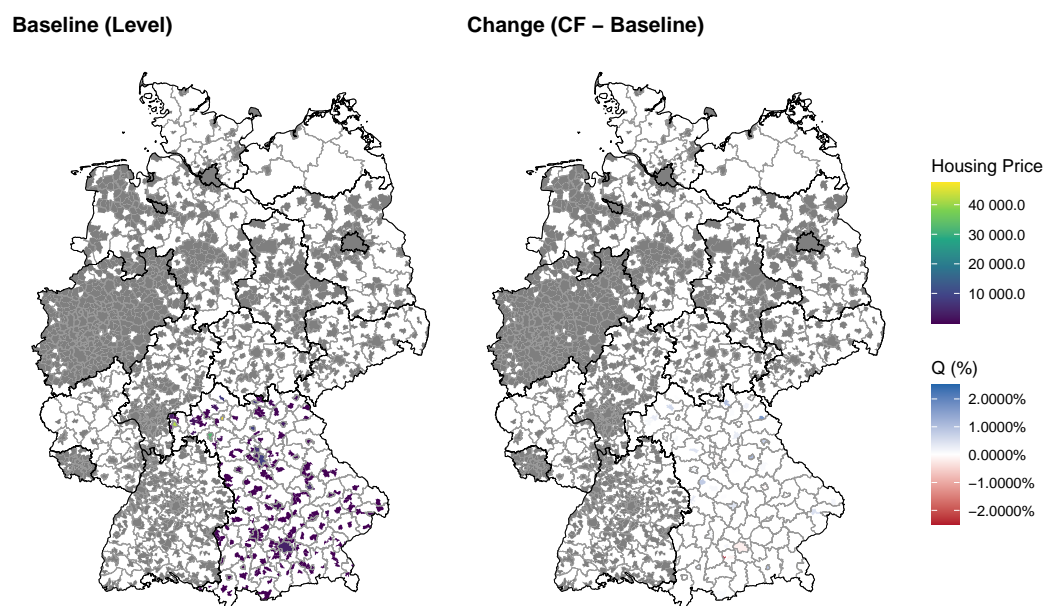 Baseline (Level)
Change (CF − Baseline)
Housing Price
40 000.0
30 000.0
20 000.0
10 000.0
Q (%)
2.0000%
1.0000%
0.0000%
−1.0000%
−2.0000%